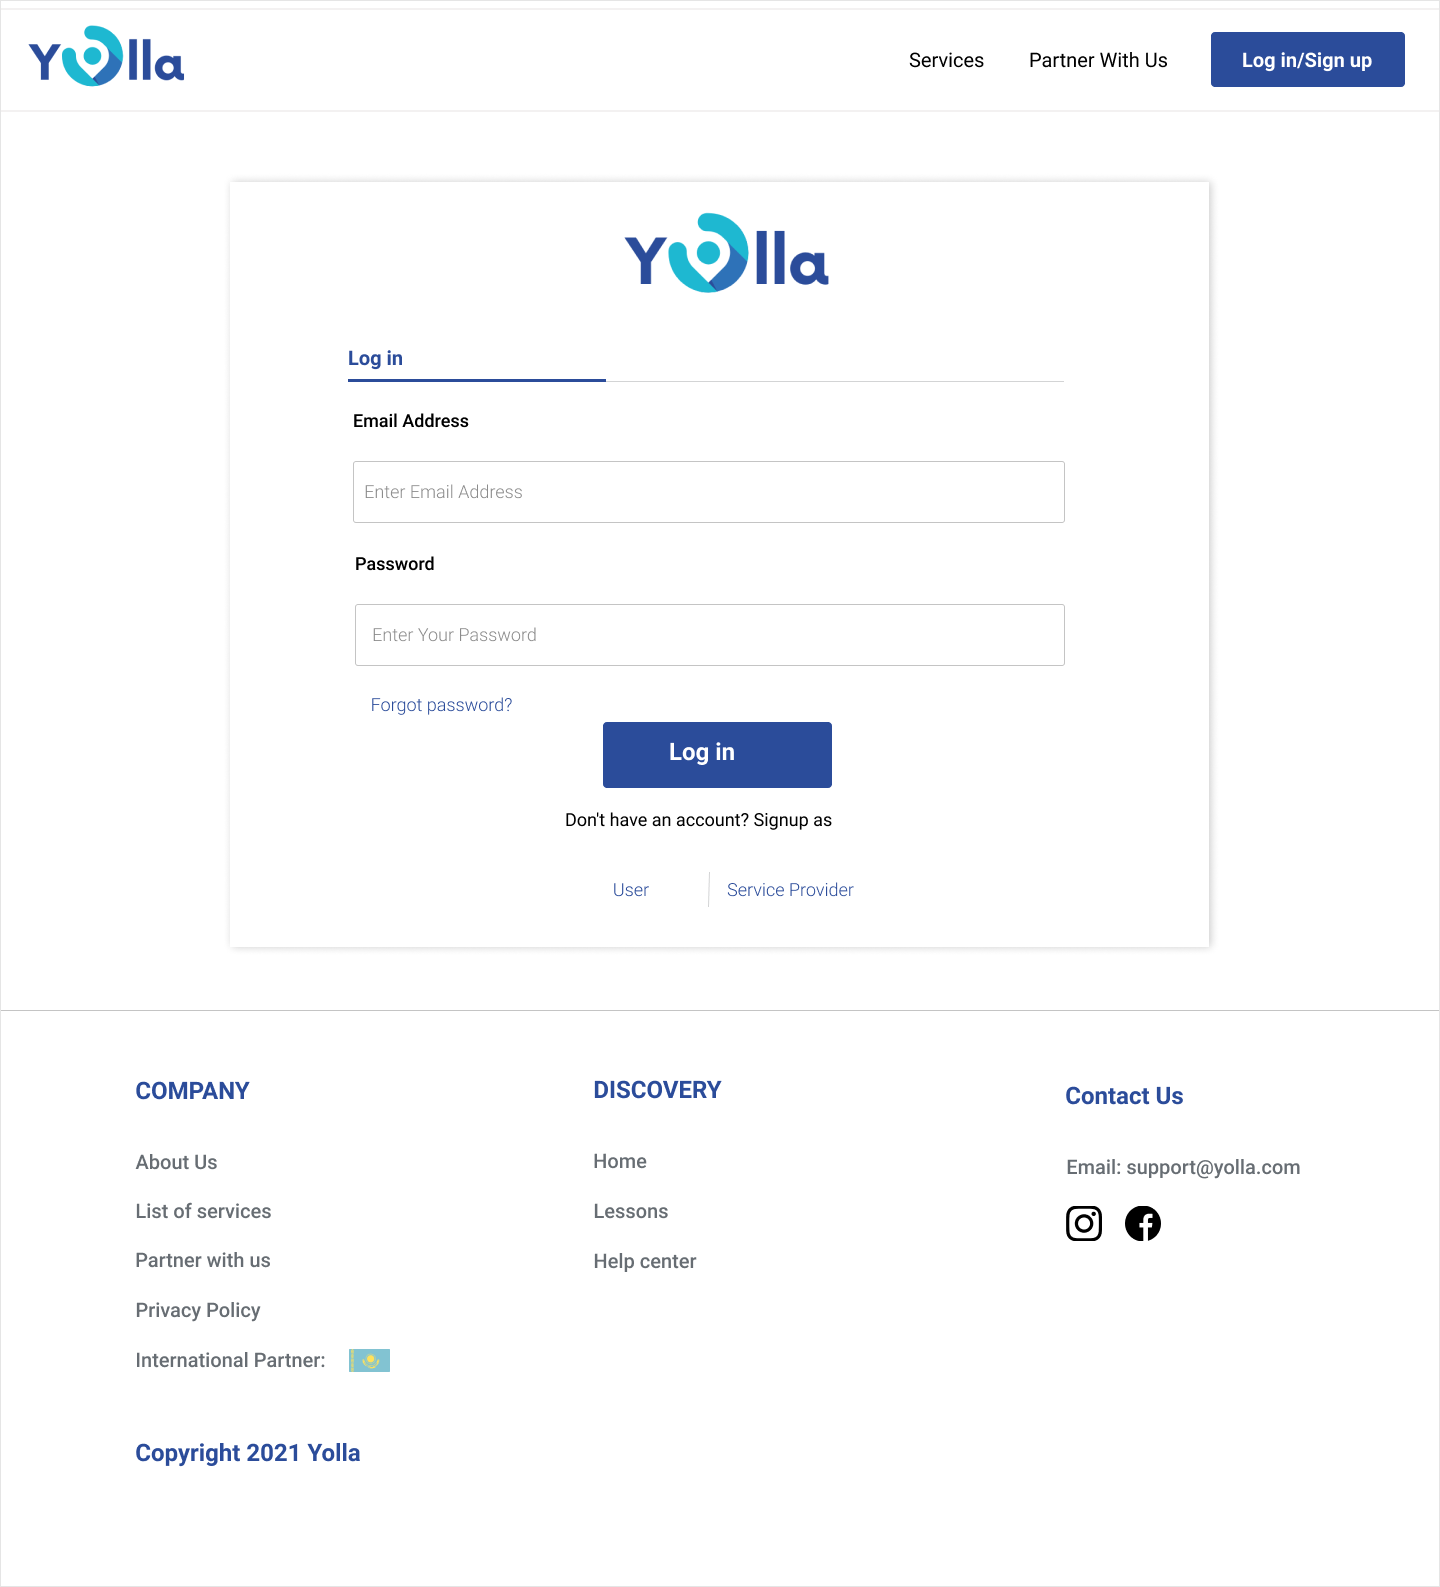 Yolla
Services
Partner With Us
Log in/Sign up
Yolla
Log in
Email Address
Enter Email Address
Password
Enter Your Password
Forgot password?
Log in
Don't have an account? Signup as
User
Service Provider
COMPANY
About Us
List of services
Partner with us
Privacy Policy
International Partner:
DISCOVERY
Home
Lessons
Help center
Contact Us
Email: support@yolla.com
Copyright 2021 Yolla